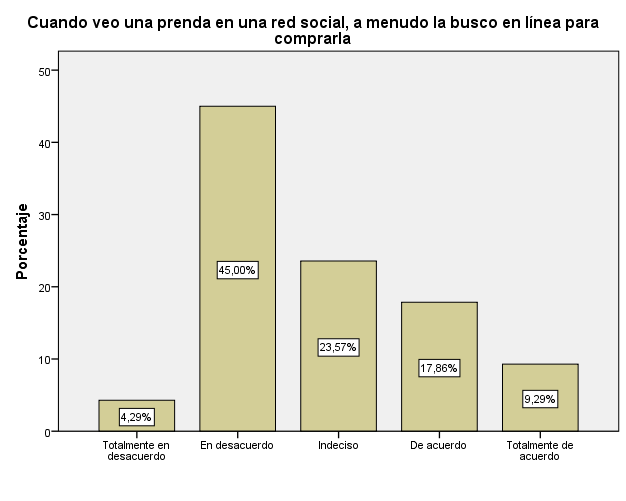 Cuando veo una prenda en una red social, a menudo la busco en línea para
comprarla
50
40
30
20
10
0
Porcentaje
4,29%
45,00%
23,57%
17,86%
9,29%
Totalmente en
desacuerdo
En desacuerdo
Indeciso
De acuerdo
Totalmente de
acuerdo